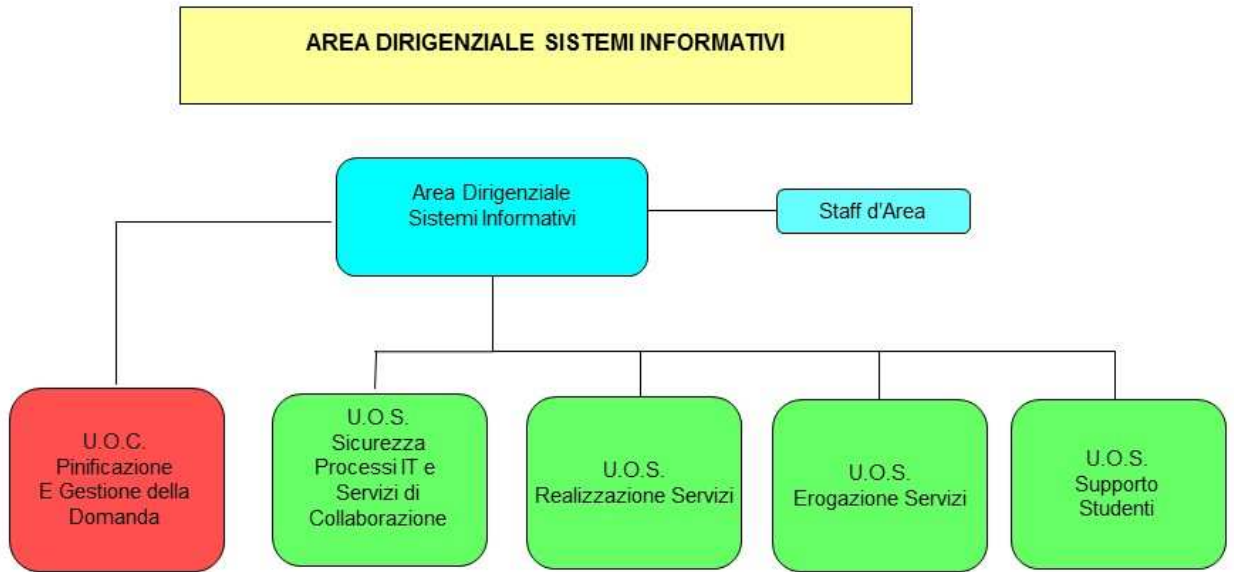 AREA DIRIGENZIALE SISTEMI INFORMATIVI
Area Dirigenziale
Sistemi Informativi
Staff d'Area
U.O.C.
Pinificazione
E Gestione della
Domanda
U.O.S.
Sicurezza
Processi IT e
Servizi di
Collaborazione
U.O.S.
Realizzazione Servizi
U.O.S.
Erogazione Servizi
U.O.S.
Supporto
Studenti